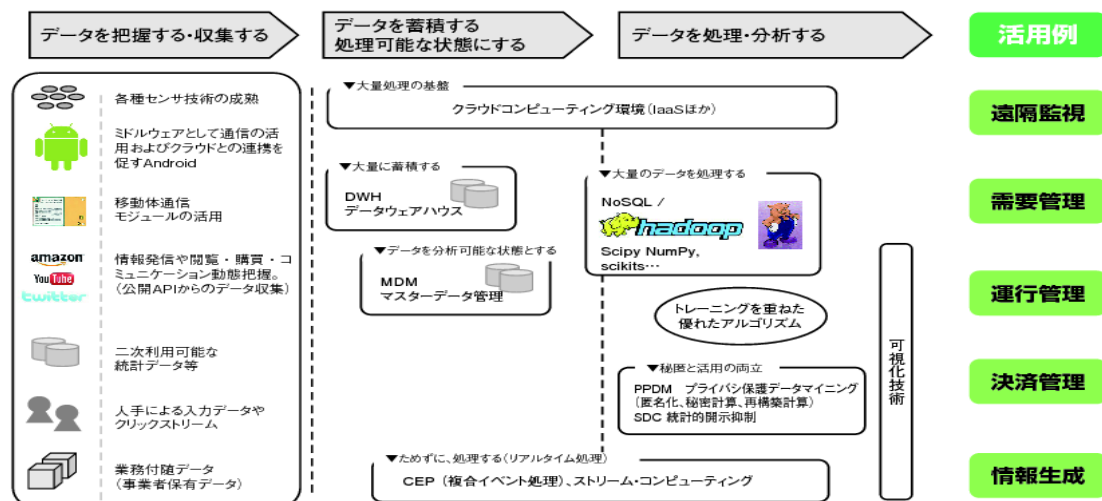 データを把握する・収集する
データを蓄積する
処理可能な状態にする
データを処理・分析する
活用例
各種センサ技術の成熟
ミドルウェアとして通信の活
用およびクラウドとの連携を
促すAndroid
移動体通信
モジュールの活用
amazon
YouTube
twitter
情報発信や閲覧・購買・コ
ミュニケーション動態把握。
（公開APIからのデータ収集）
二次利用可能な
統計データ等
人手による入力データや
クリックストリーム
業務付随データ
（事業者保有データ）
▼大量処理の基盤
クラウドコンピューティング環境（IaaSほか）
▼大量に蓄積する
DWH
データウェアハウス
▼データを分析可能な状態とする
MDM
マスターデータ管理
▼大量のデータを処理する
NoSQL /
hadoop
Scipy NumPy,
scikits…
トレーニングを重ねた
優れたアルゴリズム
▼秘匿と活用の両立
PPDM プライバシ保護データマイニング
（匿名化、秘密計算、再構築計算）
SDC 統計的開示抑制
▼ためずに、処理する（リアルタイム処理）
CEP （複合イベント処理）、ストリーム・コンピューティング
可視化技術
遠隔監視
需要管理
運行管理
決済管理
情報生成